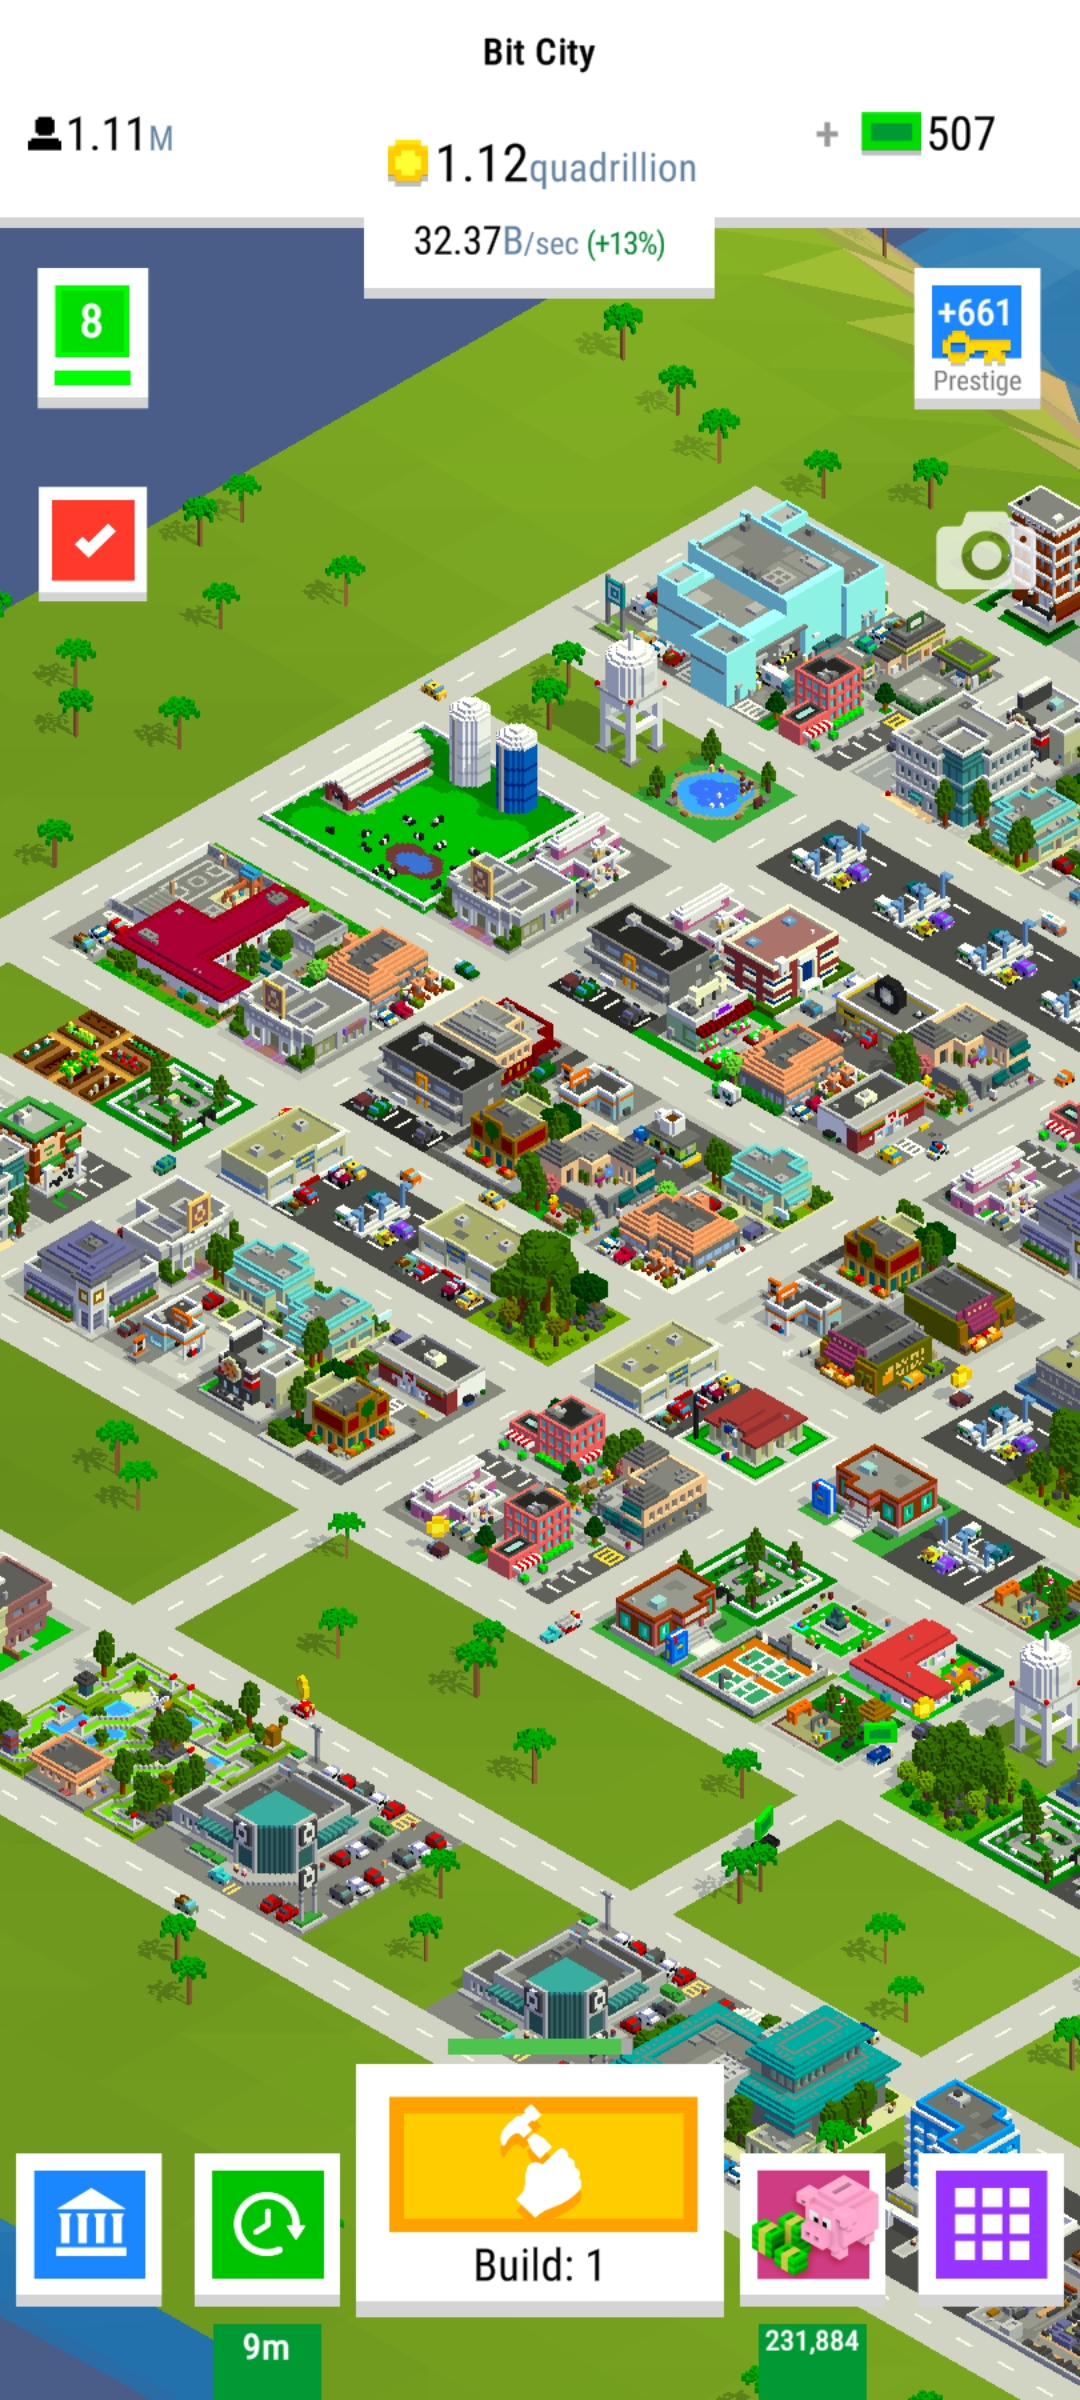 Bit City
1.11M
1.12quadrillion
+ 507
32.37B/sec (+13%)
8
+661
Prestige
Build: 1
9m
231,884